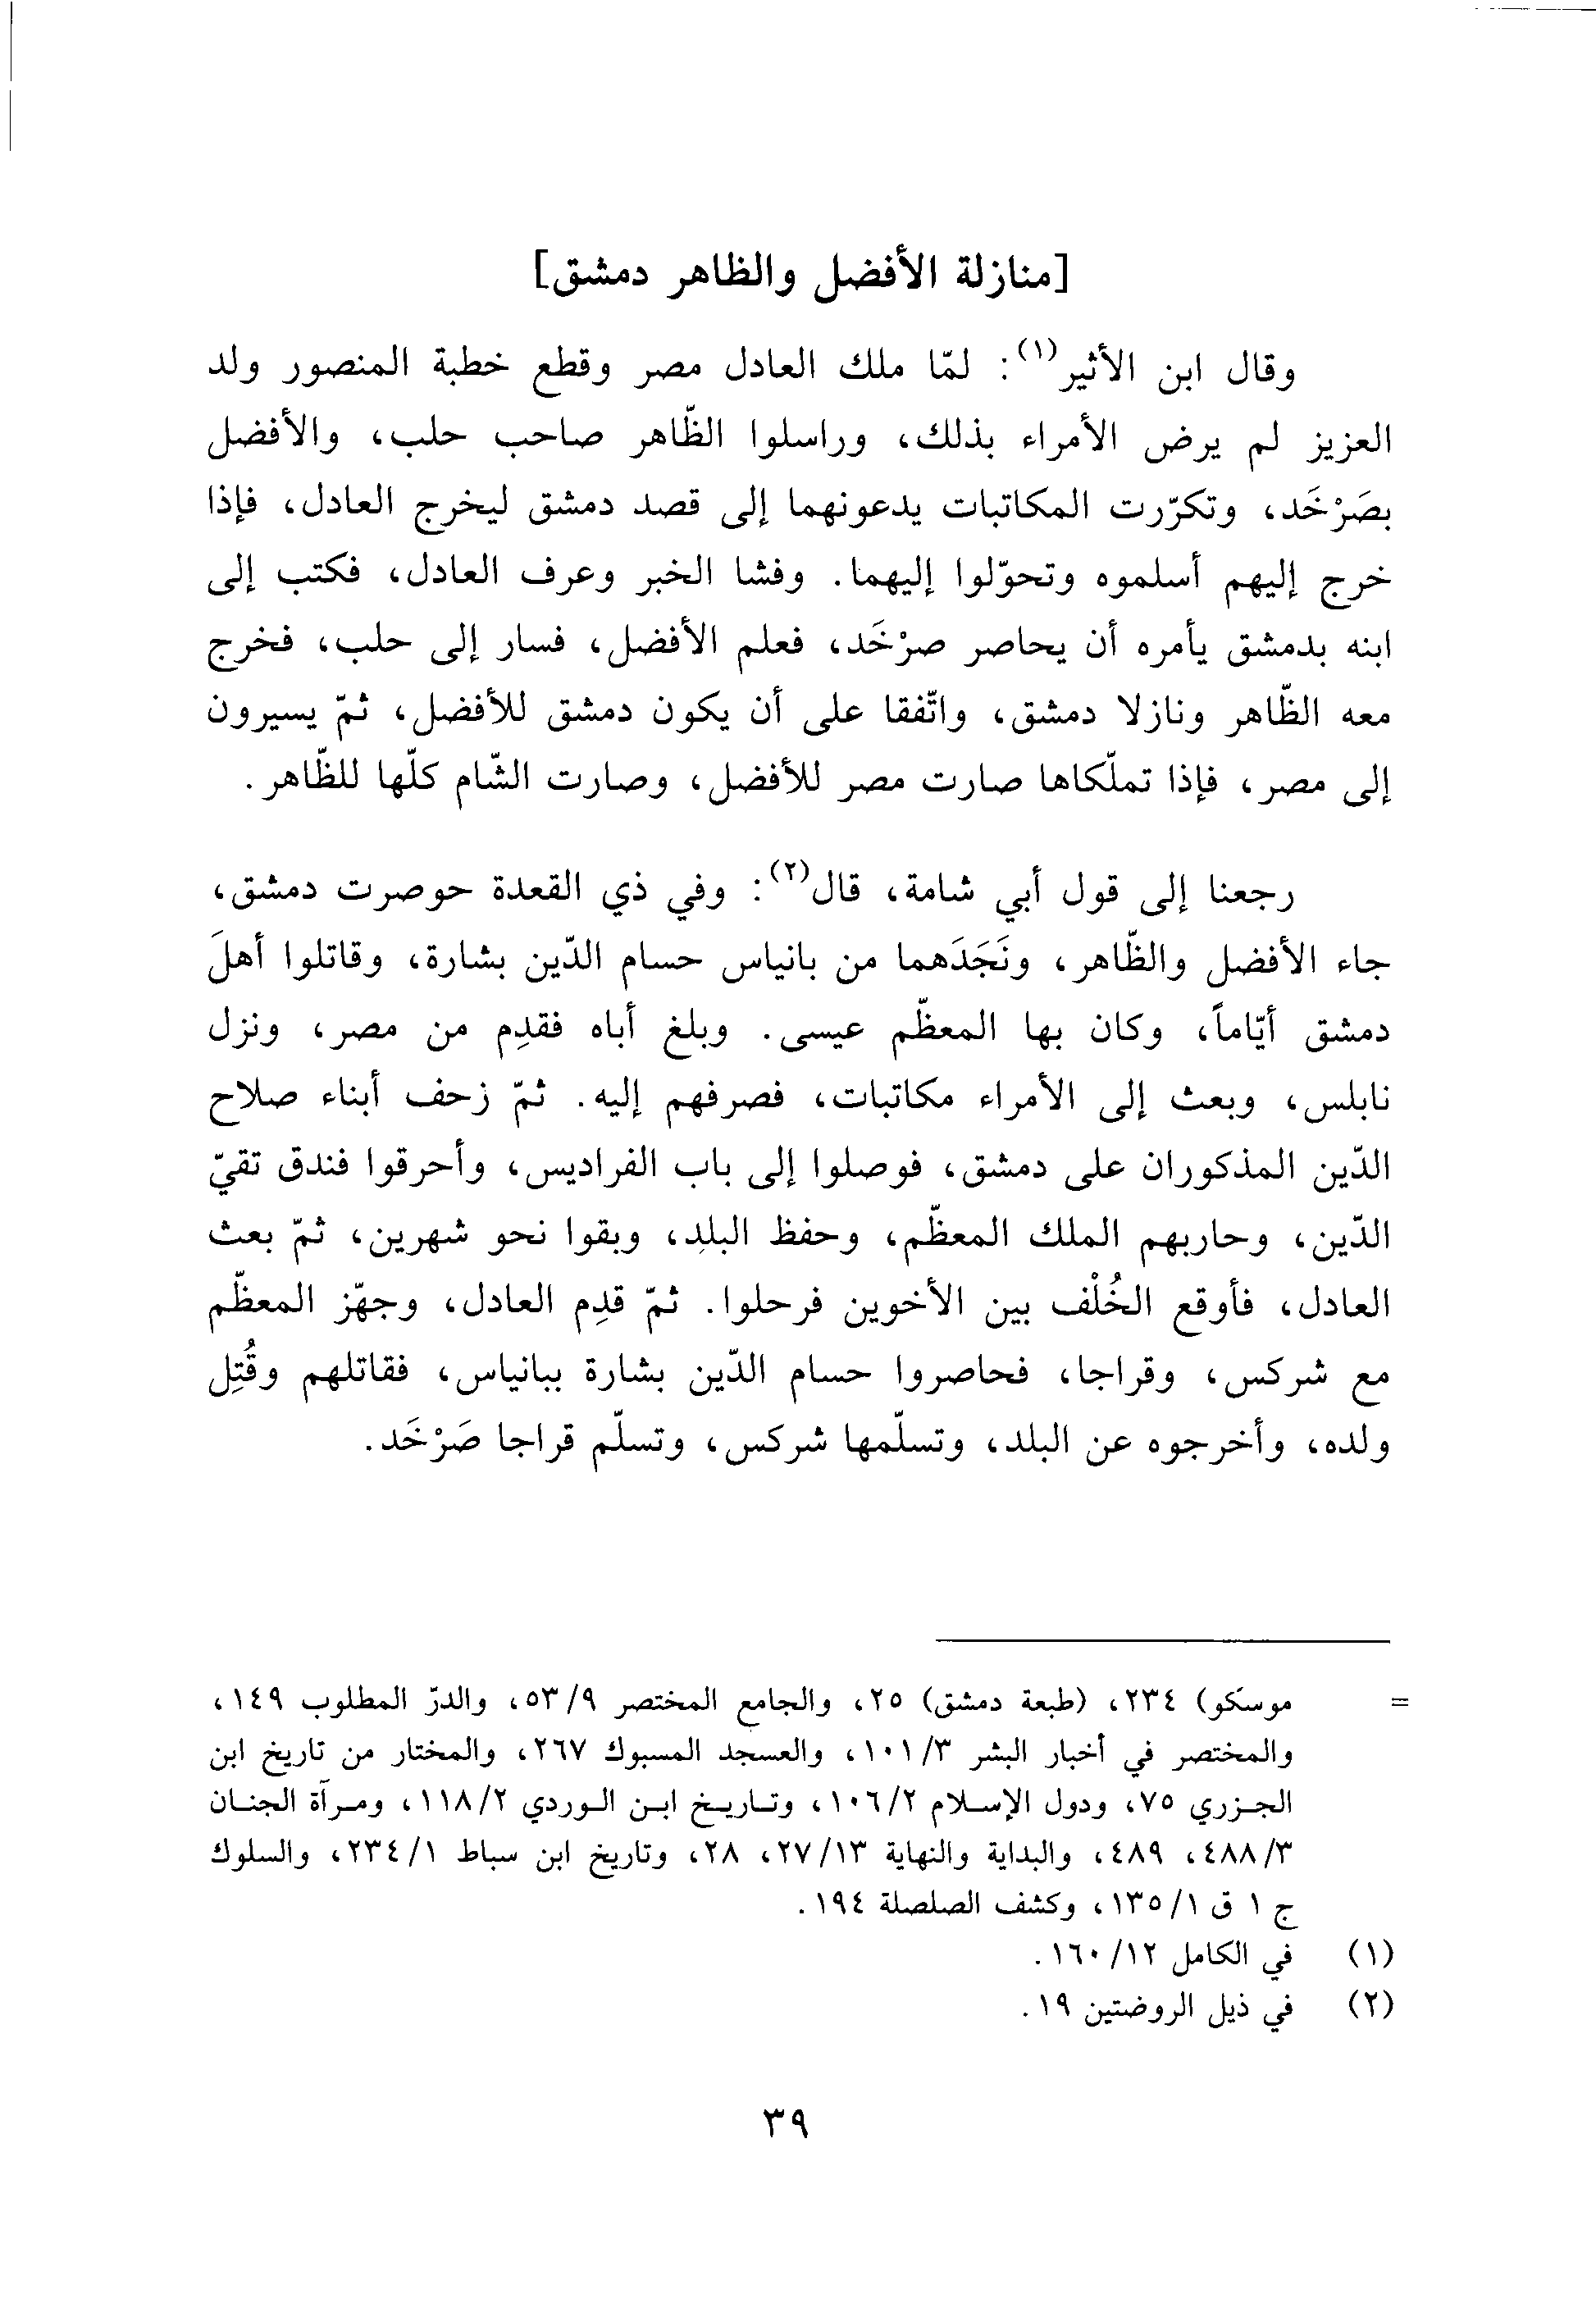 [منازلة الأفضل والظاهر دمشق]
وقال ابن الأثير(١): لمّا ملك العادل مصر وقطع خطبة المنصور ولد
العزيز لم يرض الأمراء بذلك، وراسلوا الظّاهر صاحب حلب، والأفضل
بصَرْخَد، وتكرّرت المكاتبات يدعونهما إلى قصد دمشق ليخرج العادل، فإذا
خرج إليهم أسلموه وتحوّلوا إليهما. وفشا الخبر وعرف العادل، فكتب إلى
ابنه بدمشق يأمره أن يحاصر صرْخَد، فعلم الأفضل، فسار إلى حلب، فخرج
معه الظّاهر ونازلا دمشق، واتّفقا على أن يكون دمشق للأفضل، ثمّ يسيرون
إلى مصر، فإذا تملّكاها صارت مصر للأفضل، وصارت الشّام كلّها للظّاهر.
رجعنا إلى قول أبي شامة، قال(٢): وفي ذي القعدة حوصرت دمشق،
جاء الأفضل والظّاهر، ونَجَدَهما من بانياس حسام الدّين بشارة، وقاتلوا أهلَ
دمشق أيّاماً، وكان بها المعظّم عيسى. وبلغ أباه فقدِم من مصر، ونزل
نابلس، وبعث إلى الأمراء مكاتبات، فصرفهم إليه. ثمّ زحف أبناء صلاح
الدّين المذكوران على دمشق، فوصلوا إلى باب الفراديس، وأحرقوا فندق تقيّ
الدّين، وحاربهم الملك المعظّم، وحفظ البلدِ، وبقوا نحو شهرين، ثمّ بعث
العادل، فأوقع الخُلْف بين الأخوين فرحلوا. ثمّ قدِم العادل، وجهّز المعظّم
مع شركس، وقراجا، فحاصروا حسام الدّين بشارة ببانياس، فقاتلهم وقُتِل
ولده، وأخرجوه عن البلد، وتسلّمها شركس، وتسلّم قراجا صَرْخَد.
= موسكو) ٢٣٤، (طبعة دمشق) ٢٥، والجامع المختصر ٥٣/٩، والدرّ المطلوب ١٤٩،
والمختصر في أخبار البشر ١٠١/٣، والعسجد المسبوك ٢٦٧، والمختار من تاريخ ابن
الجزري ٧٥، ودول الإسلام ١٠٦/٢، وتاريخ ابن الوردي ١١٨/٢، ومرآة الجنان
٤٨٨/٣، ٤٨٩، والبداية والنهاية ٢٧/١٣، ٢٨، وتاريخ ابن سباط ٢٣٤/١، والسلوك
ج ١ ق ١٣٥/١، وكشف الصلصلة ١٩٤.
(١) في الكامل ١٦٠/١٢.
(٢) في ذيل الروضتين ١٩.
٣٩